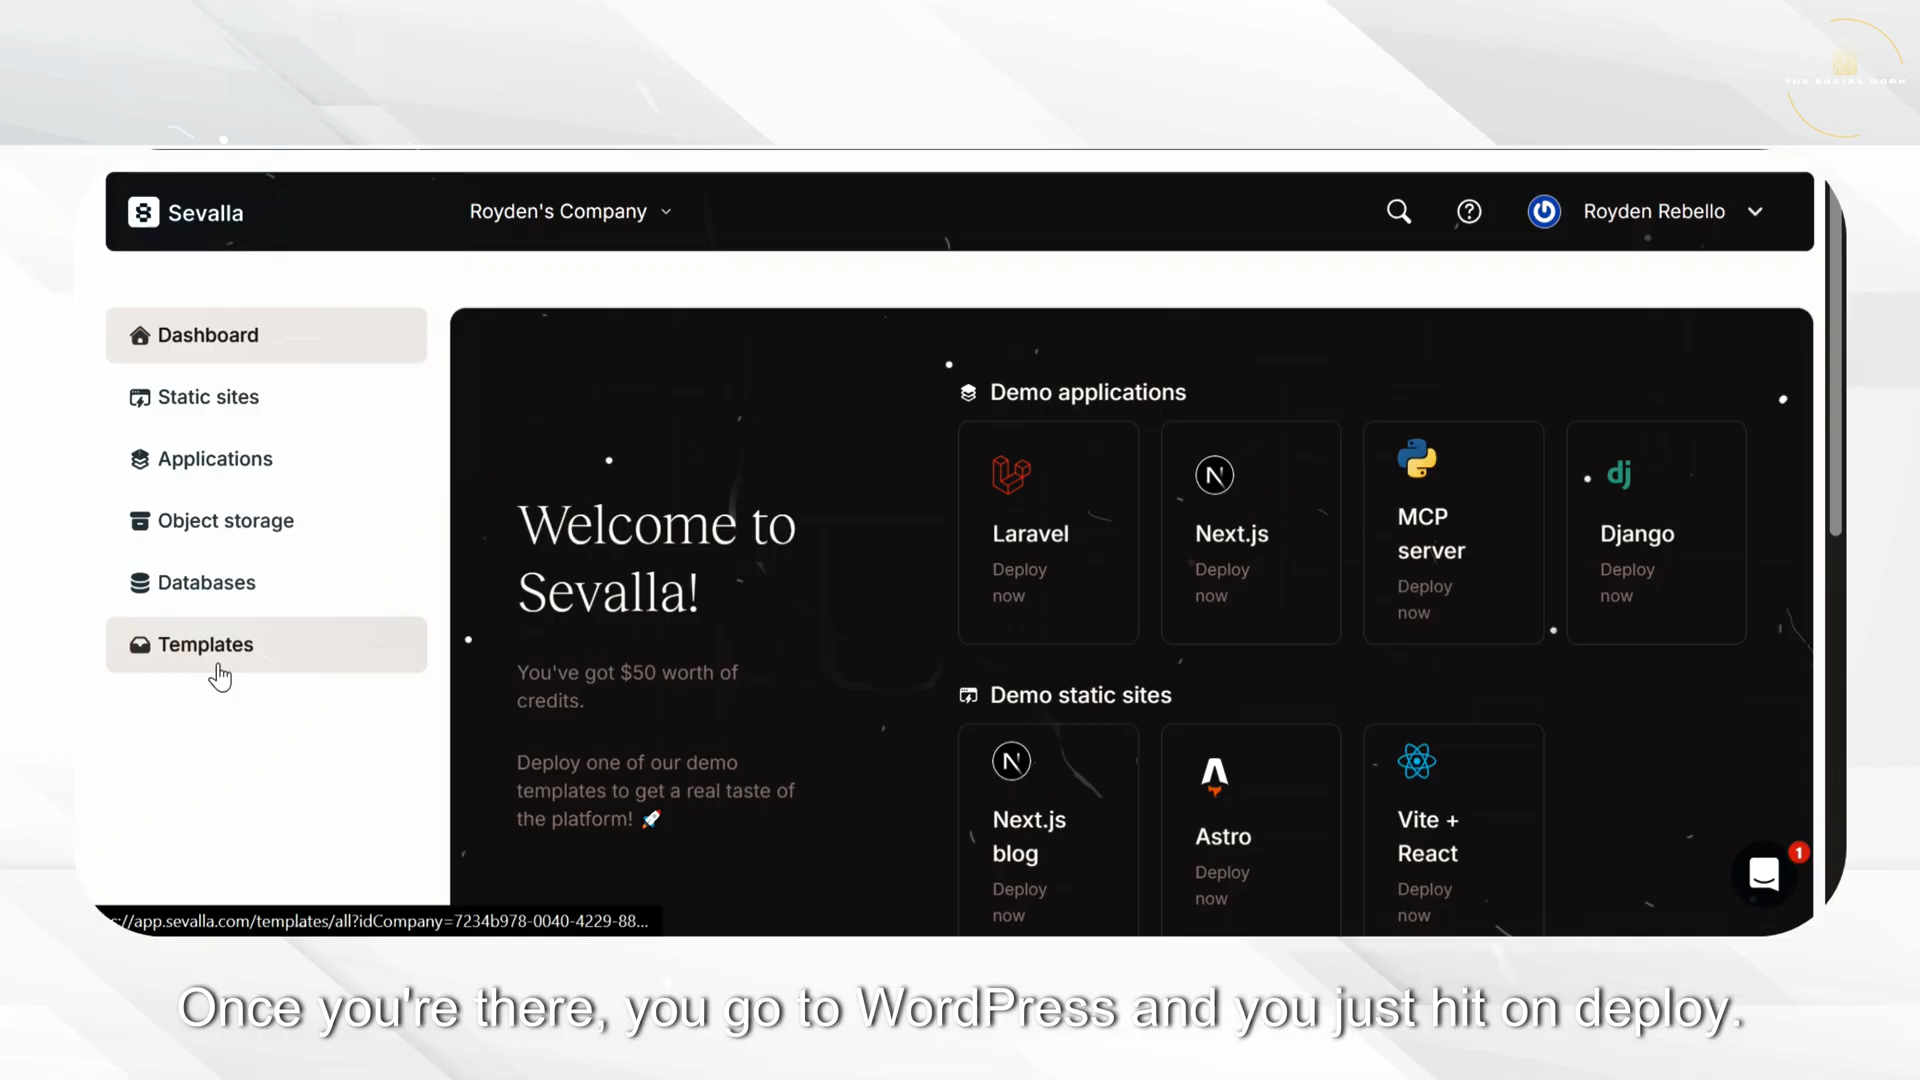 THE SOCIAL DORK
Sevalla
Royden's Company
Royden Rebello
Dashboard
Static sites
Applications
Object storage
Databases
Templates
Welcome to
Sevalla!
You've got $50 worth of
credits.
Deploy one of our demo
templates to get a real taste of
the platform! 🚀
Demo applications
Laravel
Deploy
now
Next.js
Deploy
now
MCP
server
Deploy
now
dj
Django
Deploy
now
Demo static sites
Next.js
blog
Deploy
now
Astro
Deploy
now
Vite +
React
Deploy
now
1
://app.sevalla.com/templates/all?idCompany=7234b978-0040-4229-88...
Once you're there, you go to WordPress and you just hit on deploy.